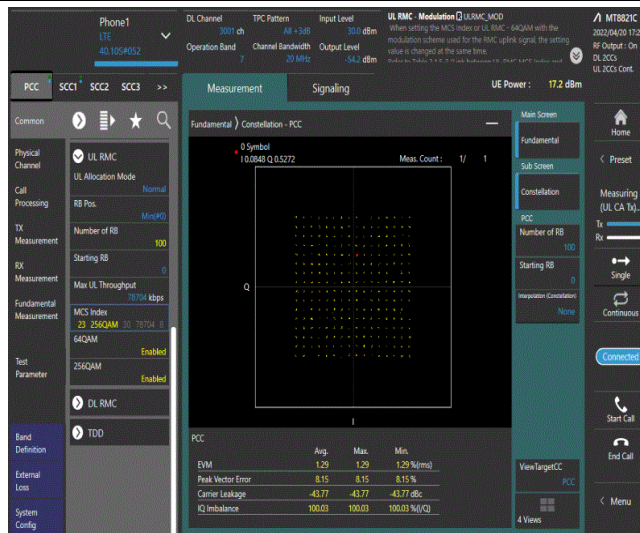 Phone1
LTE
40,105#052
DL Channel
3001 ch
TPC Pattern
All +3dB
Input Level
30.0 dBm
Operation Band
7
Channel Bandwidth
20 MHz
Output Level
-54.2 dBm
UL RMC - Modulation ULRMC_MOD
When setting the MCS Index or UL RMC - 64QAM with the
modulation scheme used for the RMC uplink signal, the setting
value is changed at the same time.
MT8821C
2022/04/20 17:2
RF Output : On
DL 2CCs
UL 2CCs Cont.
PCC
SCC1
SCC2
SCC3
>>
Measurement
Signaling
UE Power : 17.2 dBm
Common
Physical
Channel
Call
Processing
TX
Measurement
RX
Measurement
Fundamental
Measurement
Test
Parameter
Band
Definition
External
Loss
System
Config
UL RMC
UL Allocation Mode
Normal
RB Pos.
Min(#0)
Number of RB
100
Starting RB
0
Max UL Throughput
78704 kbps
MCS Index
23 256QAM 30 78704 8
64QAM
Enabled
256QAM
Enabled
DL RMC
TDD
Fundamental
Constellation - PCC
0 Symbol
I 0.0848 Q 0.5272
Meas. Count : 1/ 1
Q
I
PCC
Avg. Max. Min.
EVM 1.29 1.29 1.29 %(rms)
Peak Vector Error 8.15 8.15 8.15 %
Carrier Leakage -43.77 -43.77 -43.77 dBc
IQ Imbalance 100.03 100.03 100.03 %(I/Q)
Main Screen
Fundamental
Sub Screen
Constellation
PCC
Number of RB
100
Starting RB
0
Interpolation (Constellation)
None
ViewTargetCC
PCC
4 Views
Home
< Preset
Measuring
(UL CA Tx)...
Tx
Rx
Single
Continuous
Connected
Start Call
End Call
< Menu